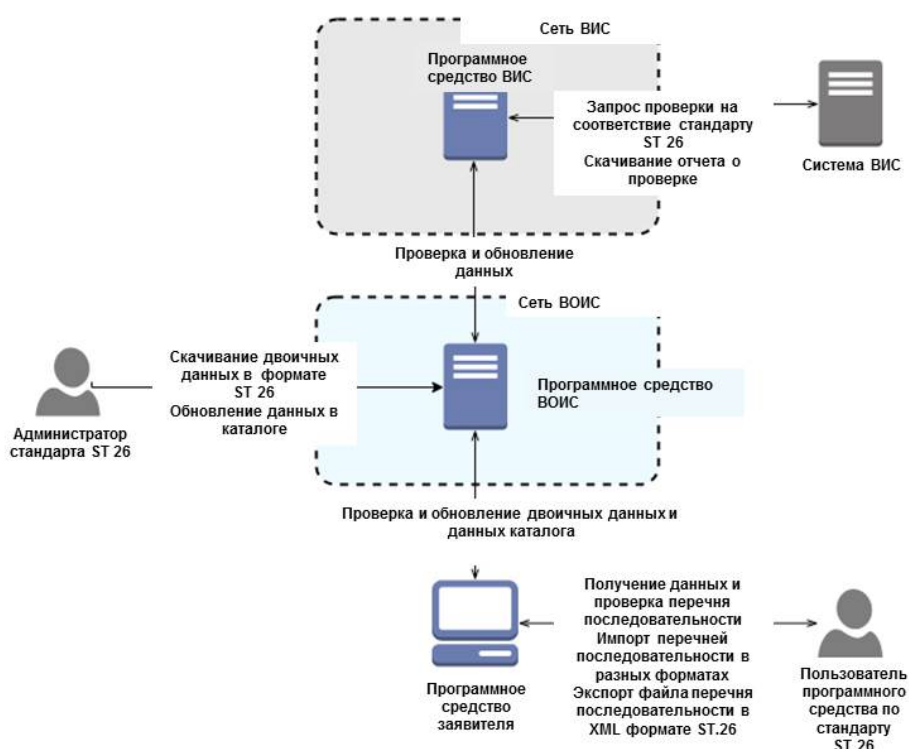 Сеть ВИС
Программное
средство ВИС
Запрос проверки на
соответствие стандарту
ST 26
Скачивание отчета о
проверке
Система ВИС
Проверка и обновление
данных
Сеть ВОИС
Скачивание двоичных
данных в формате
ST 26
Обновление данных в
каталоге
Администратор
стандарта ST 26
Программное средство
ВОИС
Проверка и обновление двоичных данных и
данных каталога
Получение данных и
проверка перечня
последовательности
Импорт перечней
последовательности в
разных форматах
Экспорт файла перечня
последовательности в
XML формате ST.26
Программное
средство
заявителя
Пользователь
программного
средства по
стандарту
ST 26